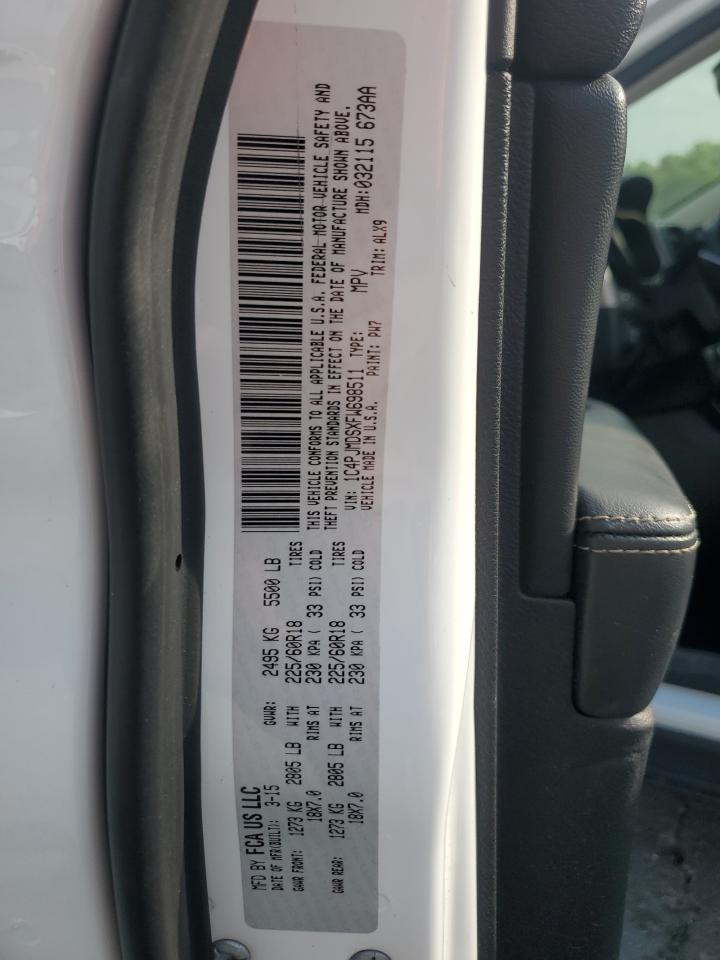 MFD BY FCA US LLC
DATE OF MFR(BUILT): 3-15 GVWR: 2495 KG 5500 LB
GAWR FRONT: 1273 KG 2805 LB WITH 225/60R18 TIRES
18X7.0 RIMS AT 230 KPA ( 33 PSI) COLD
GAWR REAR: 1273 KG 2805 LB WITH 225/60R18 TIRES
18X7.0 RIMS AT 230 KPA ( 33 PSI) COLD
THIS VEHICLE CONFORMS TO ALL APPLICABLE U.S.A. FEDERAL MOTOR VEHICLE SAFETY AND
THEFT PREVENTION STANDARDS IN EFFECT ON THE DATE OF MANUFACTURE SHOWN ABOVE.
VIN: 1C4PJMDSXFW698511 TYPE: MPV MDH:032115 673AA
VEHICLE MADE IN U.S.A. PAINT: PW7 TRIM: ALX9